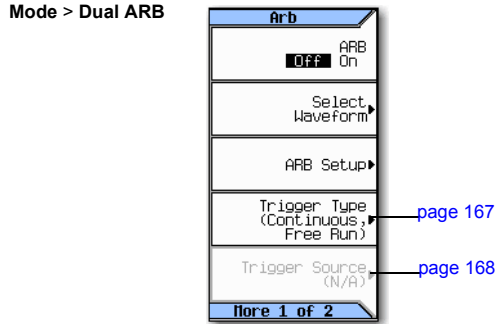 Mode > Dual ARB
Arb
ARB
Off On
Select
Waveform
ARB Setup
Trigger Type
(Continuous,
Free Run)
page 167
Trigger Source
(N/A)
page 168
More 1 of 2